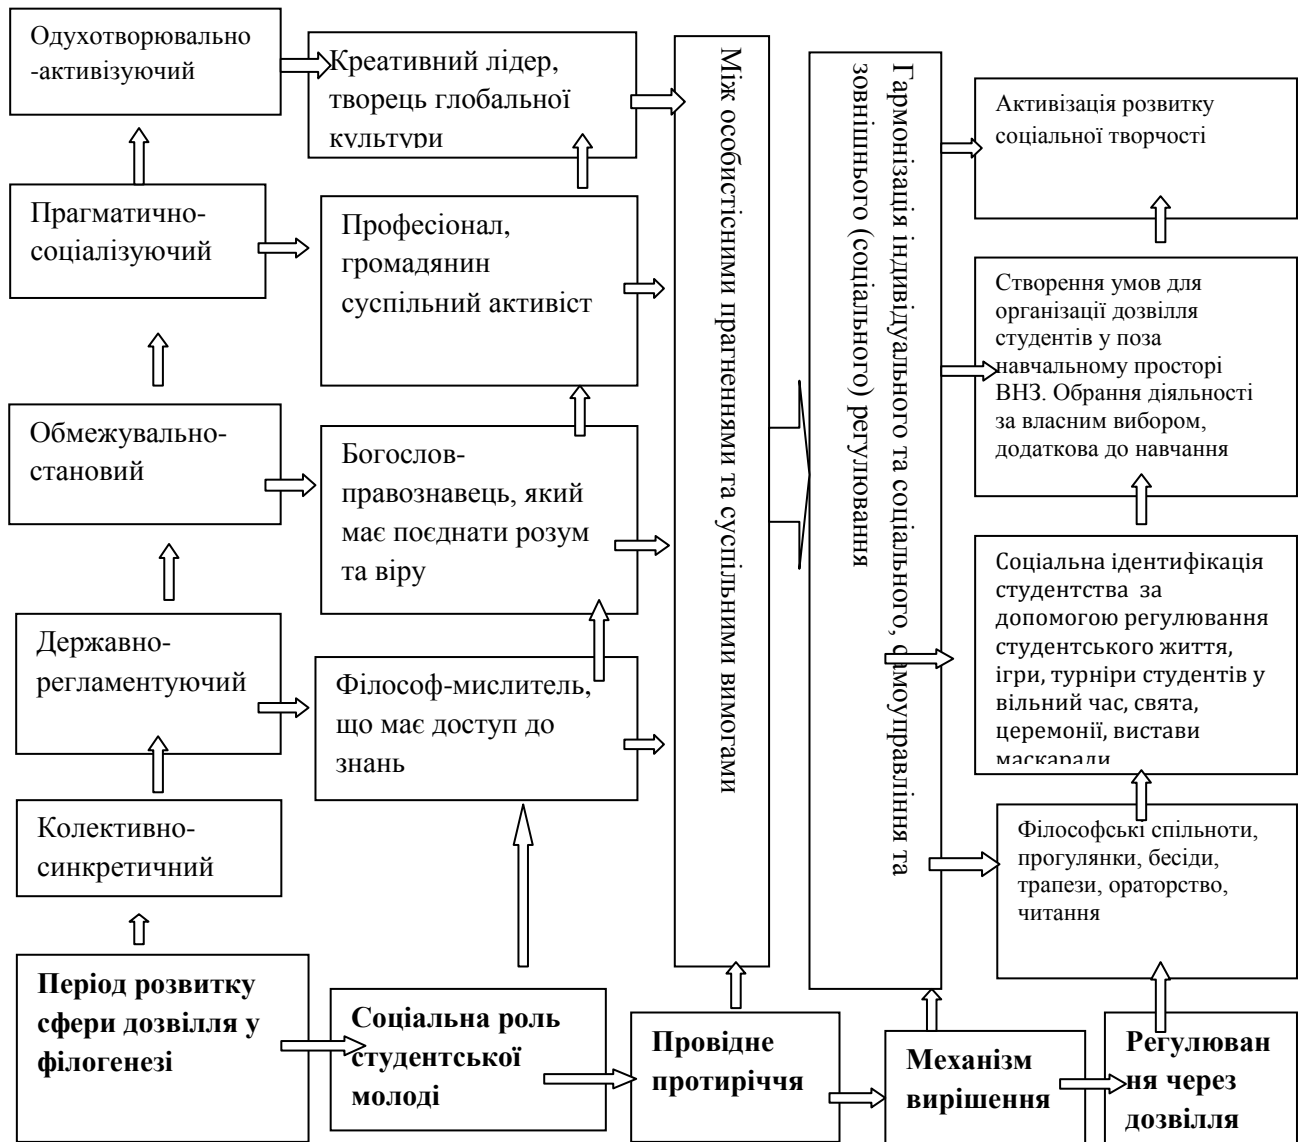 Одухотворювально
-активізуючий
Креативний лідер,
творець глобальної
культури
Між особистісними прагненнями та суспільними вимогами
Гармонізація індивідуального та соціального, самоуправління та
зовнішнього (соціального) регулювання
Активізація розвитку
соціальної творчості
Прагматично-
соціалізуючий
Професіонал,
громадянин
суспільний активіст
Створення умов для
організації дозвілля
студентів у поза
навчальному просторі
ВНЗ. Обрання діяльності
за власним вибором,
додаткова до навчання
Обмежувально-
становий
Богослов-
правознавець, який
має поєднати розум
та віру
Соціальна ідентифікація
студентства за
допомогою регулювання
студентського життя,
ігри, турніри студентів у
вільний час, свята,
церемонії, вистави
маскаради
Державно-
регламентуючий
Філософ-мислитель,
що має доступ до
знань
Колективно-
синкретичний
Філософські спільноти,
прогулянки, бесіди,
трапези, ораторство,
читання
Період розвитку
сфери дозвілля у
філогенезі
Соціальна роль
студентської
молоді
Провідне
протиріччя
Механізм
вирішення
Регулюван
ня через
дозвілля